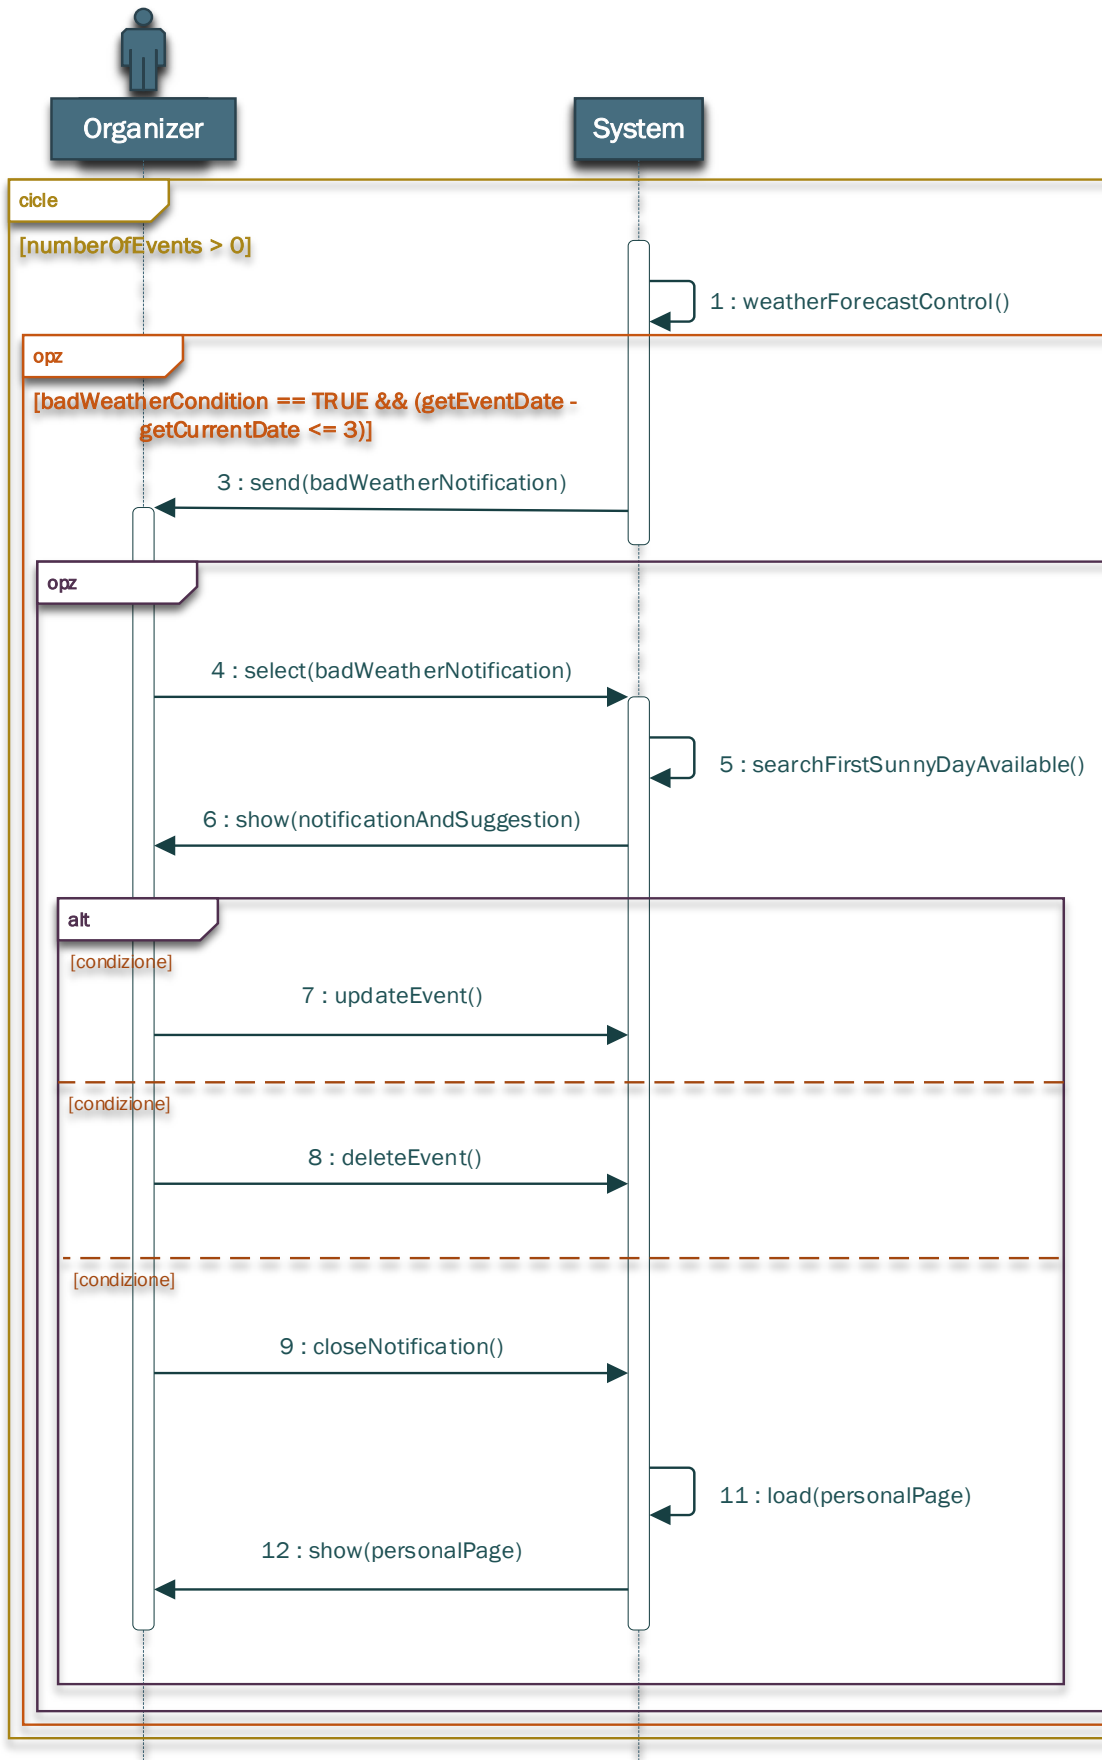 Organizer
System
cicle
[numberOfEvents > 0]
1 : weatherForecastControl()
opz
[badWeatherCondition == TRUE && (getEventDate -
getCurrentDate <= 3)]
3 : send(badWeatherNotification)
opz
4 : select(badWeatherNotification)
5 : searchFirstSunnyDayAvailable()
6 : show(notificationAndSuggestion)
alt
[condizione]
7 : updateEvent()
[condizione]
8 : deleteEvent()
[condizione]
9 : closeNotification()
11 : load(personalPage)
12 : show(personalPage)